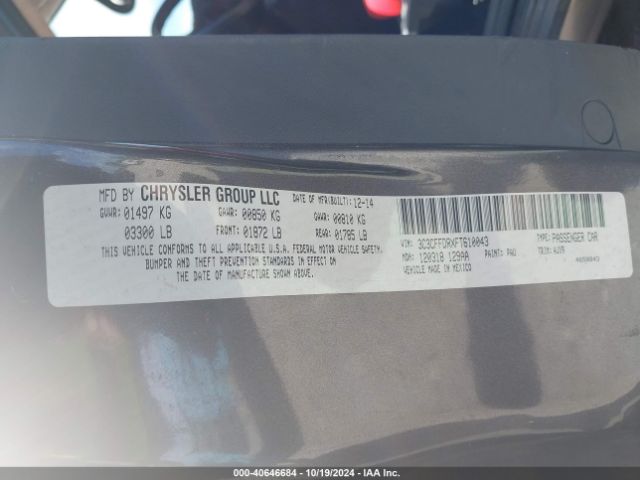 MFD BY CHRYSLER GROUP LLC DATE OF MFR(BUILT): 12-14
GVWR: 01497 KG GAWR: 00850 KG GAWR: 00810 KG
03300 LB FRONT: 01872 LB REAR: 01785 LB
THIS VEHICLE CONFORMS TO ALL APPLICABLE U.S.A. FEDERAL MOTOR VEHICLE SAFETY,
BUMPER AND THEFT PREVENTION STANDARDS IN EFFECT ON
THE DATE OF MANUFACTURE SHOWN ABOVE.
VIN: 3C3CFFDRXFT610043 TYPE: PASSENGER CAR
MDH: 120318 129AA PAINT: PAU TRIM:
VEHICLE MADE IN MEXICO
000-40646684 | 10/19/2024 | IAA Inc.